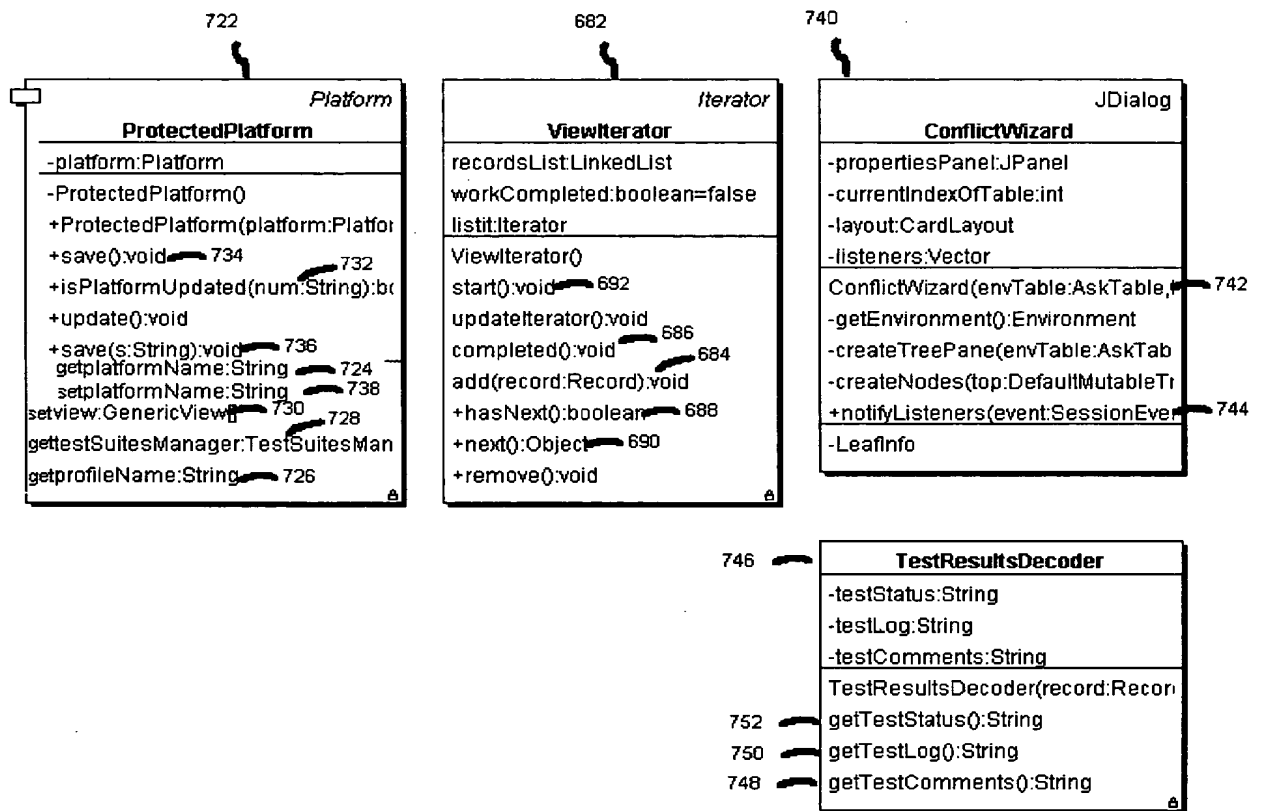 722
Platform
ProtectedPlatform
-platform:Platform
-ProtectedPlatform()
+ProtectedPlatform(platform:Platfor
+save():void 734
732
+isPlatformUpdated(num:String):bo
+update():void
+save(s:String):void 736
getplatformName:String 724
setplatformName:String 738
setview:GenericView 730
728
gettestSuitesManager:TestSuitesMan
getprofileName:String 726
682
Iterator
ViewIterator
recordsList:LinkedList
workCompleted:boolean=false
listit:Iterator
ViewIterator()
start():void 692
updateIterator():void
686
completed():void
684
add(record:Record):void
+hasNext():boolean 688
+next():Object 690
+remove():void
740
JDialog
ConflictWizard
-propertiesPanel:JPanel
-currentIndexOfTable:int
-layout:CardLayout
-listeners:Vector
ConflictWizard(envTable:AskTable, 742
-getEnvironment():Environment
-createTreePane(envTable:AskTab
-createNodes(top:DefaultMutableTr
+notifyListeners(event:SessionEver 744
-LeafInfo
746
TestResultsDecoder
-testStatus:String
-testLog:String
-testComments:String
TestResultsDecoder(record:Recor
752 getTestStatus():String
750 getTestLog():String
748 getTestComments():String